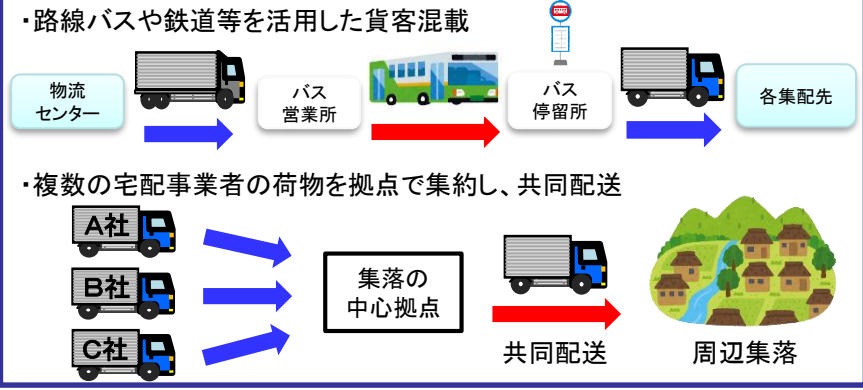 ・路線バスや鉄道等を活用した貨客混載
物流
センター
バス
営業所
バス
停留所
各集配先
・複数の宅配事業者の荷物を拠点で集約し、共同配送
A社
B社
C社
集落の
中心拠点
共同配送
周辺集落